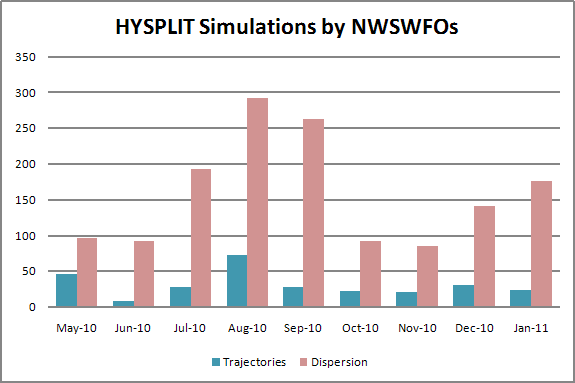 HYSPLIT Simulations by NWSWFOs
350
300
250
200
150
100
50
0
May-10 Jun-10 Jul-10 Aug-10 Sep-10 Oct-10 Nov-10 Dec-10 Jan-11
Trajectories Dispersion